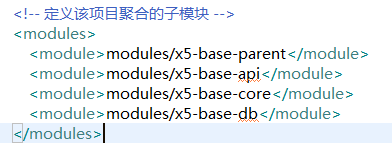 <!-- 定义该项目聚合的子模块 -->
<modules>
<module>modules/x5-base-parent</module>
<module>modules/x5-base-api</module>
<module>modules/x5-base-core</module>
<module>modules/x5-base-db</module>
</modules>